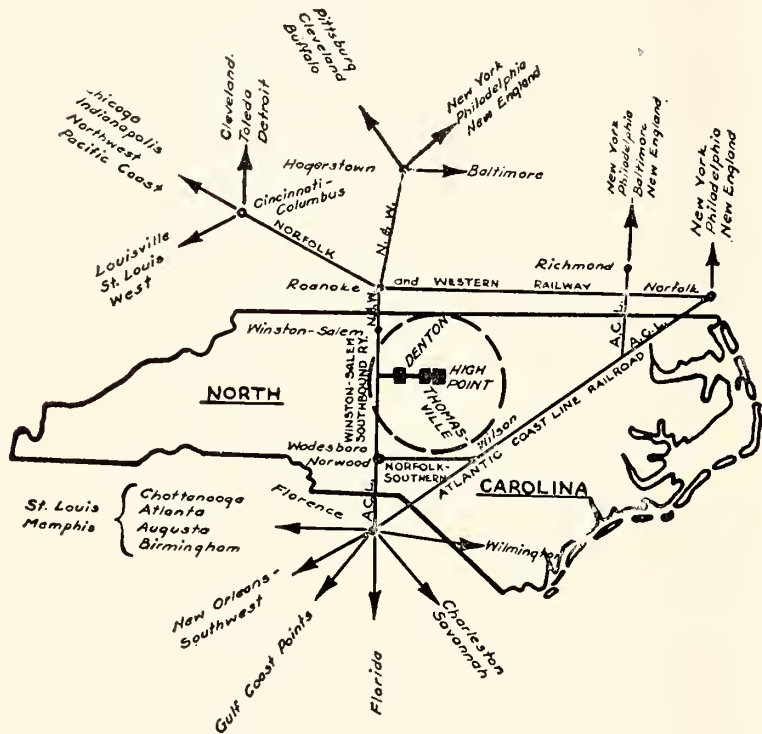 Pittsburg
Cleveland
Buffalo
New York
Philadelphia
New England
Cleveland.
Toledo
Detroit
Chicago
Indianapolis
Northwest
Pacific Coast
Hagerstown
Baltimore
New York
Philadelphia
Baltimore
New England
New York
Philadelphia
New England
Cincinnati-
Columbus
Louisville
St. Louis
West
NORFOLK
N. & W.
Richmond
Roanoke
and WESTERN RAILWAY
Norfolk
N. & W.
A.C.L.
A.C.L.
Winston-Salem
WINSTON-SALEM
SOUTHBOUND RY.
DENTON
HIGH
POINT
THOMAS
VILLE
NORTH
Wilson
ATLANTIC COAST LINE RAILROAD
Wadesboro
Norwood
NORFOLK-
SOUTHERN
CAROLINA
A.C.L.
Florence
St. Louis
Memphis
Chattanooga
Atlanta
Augusta
Birmingham
Wilmington
New Orleans-
Southwest
Gulf Coast Points
Florida
Charleston
Savannah